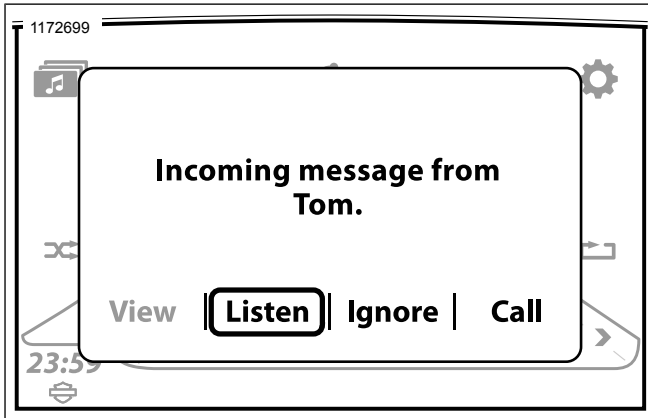 1172699
Incoming message from
Tom.
View | Listen | Ignore | Call
23:59